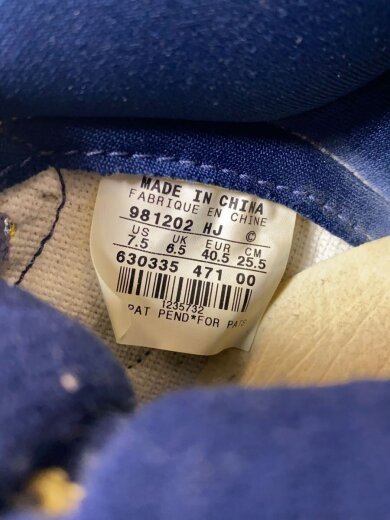 MADE IN CHINA
FABRIQUE EN CHINE
981202 HJ ©
US UK EUR CM
7.5 6.5 40.5 25.5
630335 471 00
1235732
PAT PEND*FOR PATS